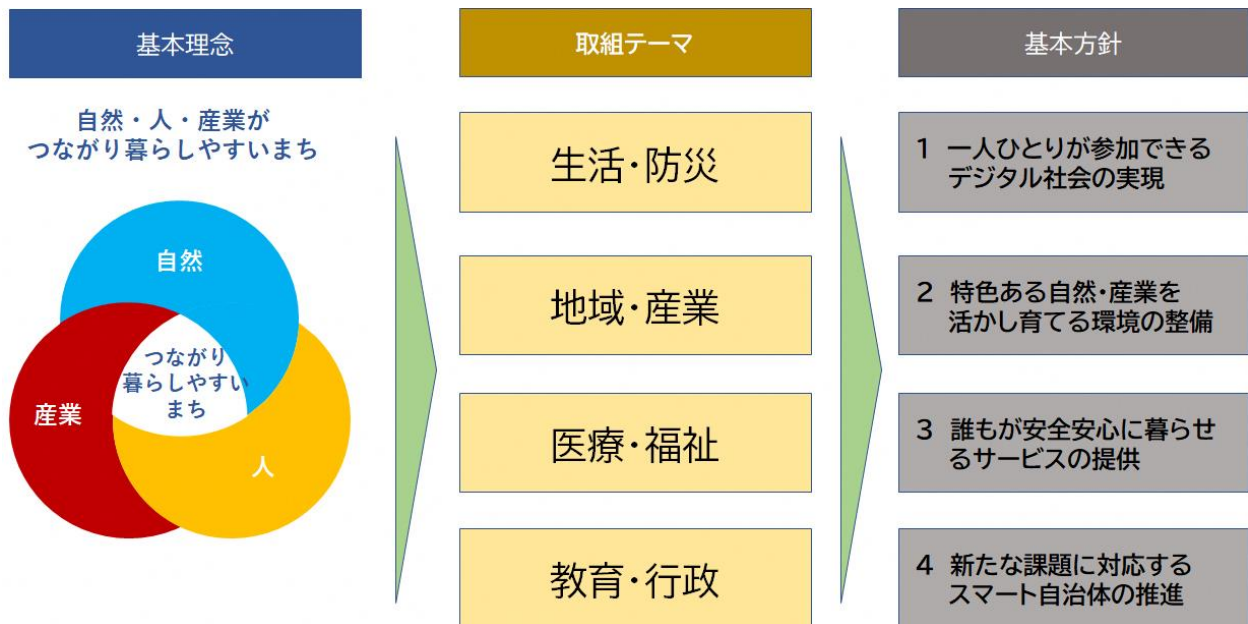 基本理念
自然・人・産業が
つながり暮らしやすいまち
自然
つながり
暮らしやすい
まち
産業
人
取組テーマ
生活・防災
地域・産業
医療・福祉
教育・行政
基本方針
1 一人ひとりが参加できる
デジタル社会の実現
2 特色ある自然・産業を
活かし育てる環境の整備
3 誰もが安全安心に暮らせ
るサービスの提供
4 新たな課題に対応する
スマート自治体の推進